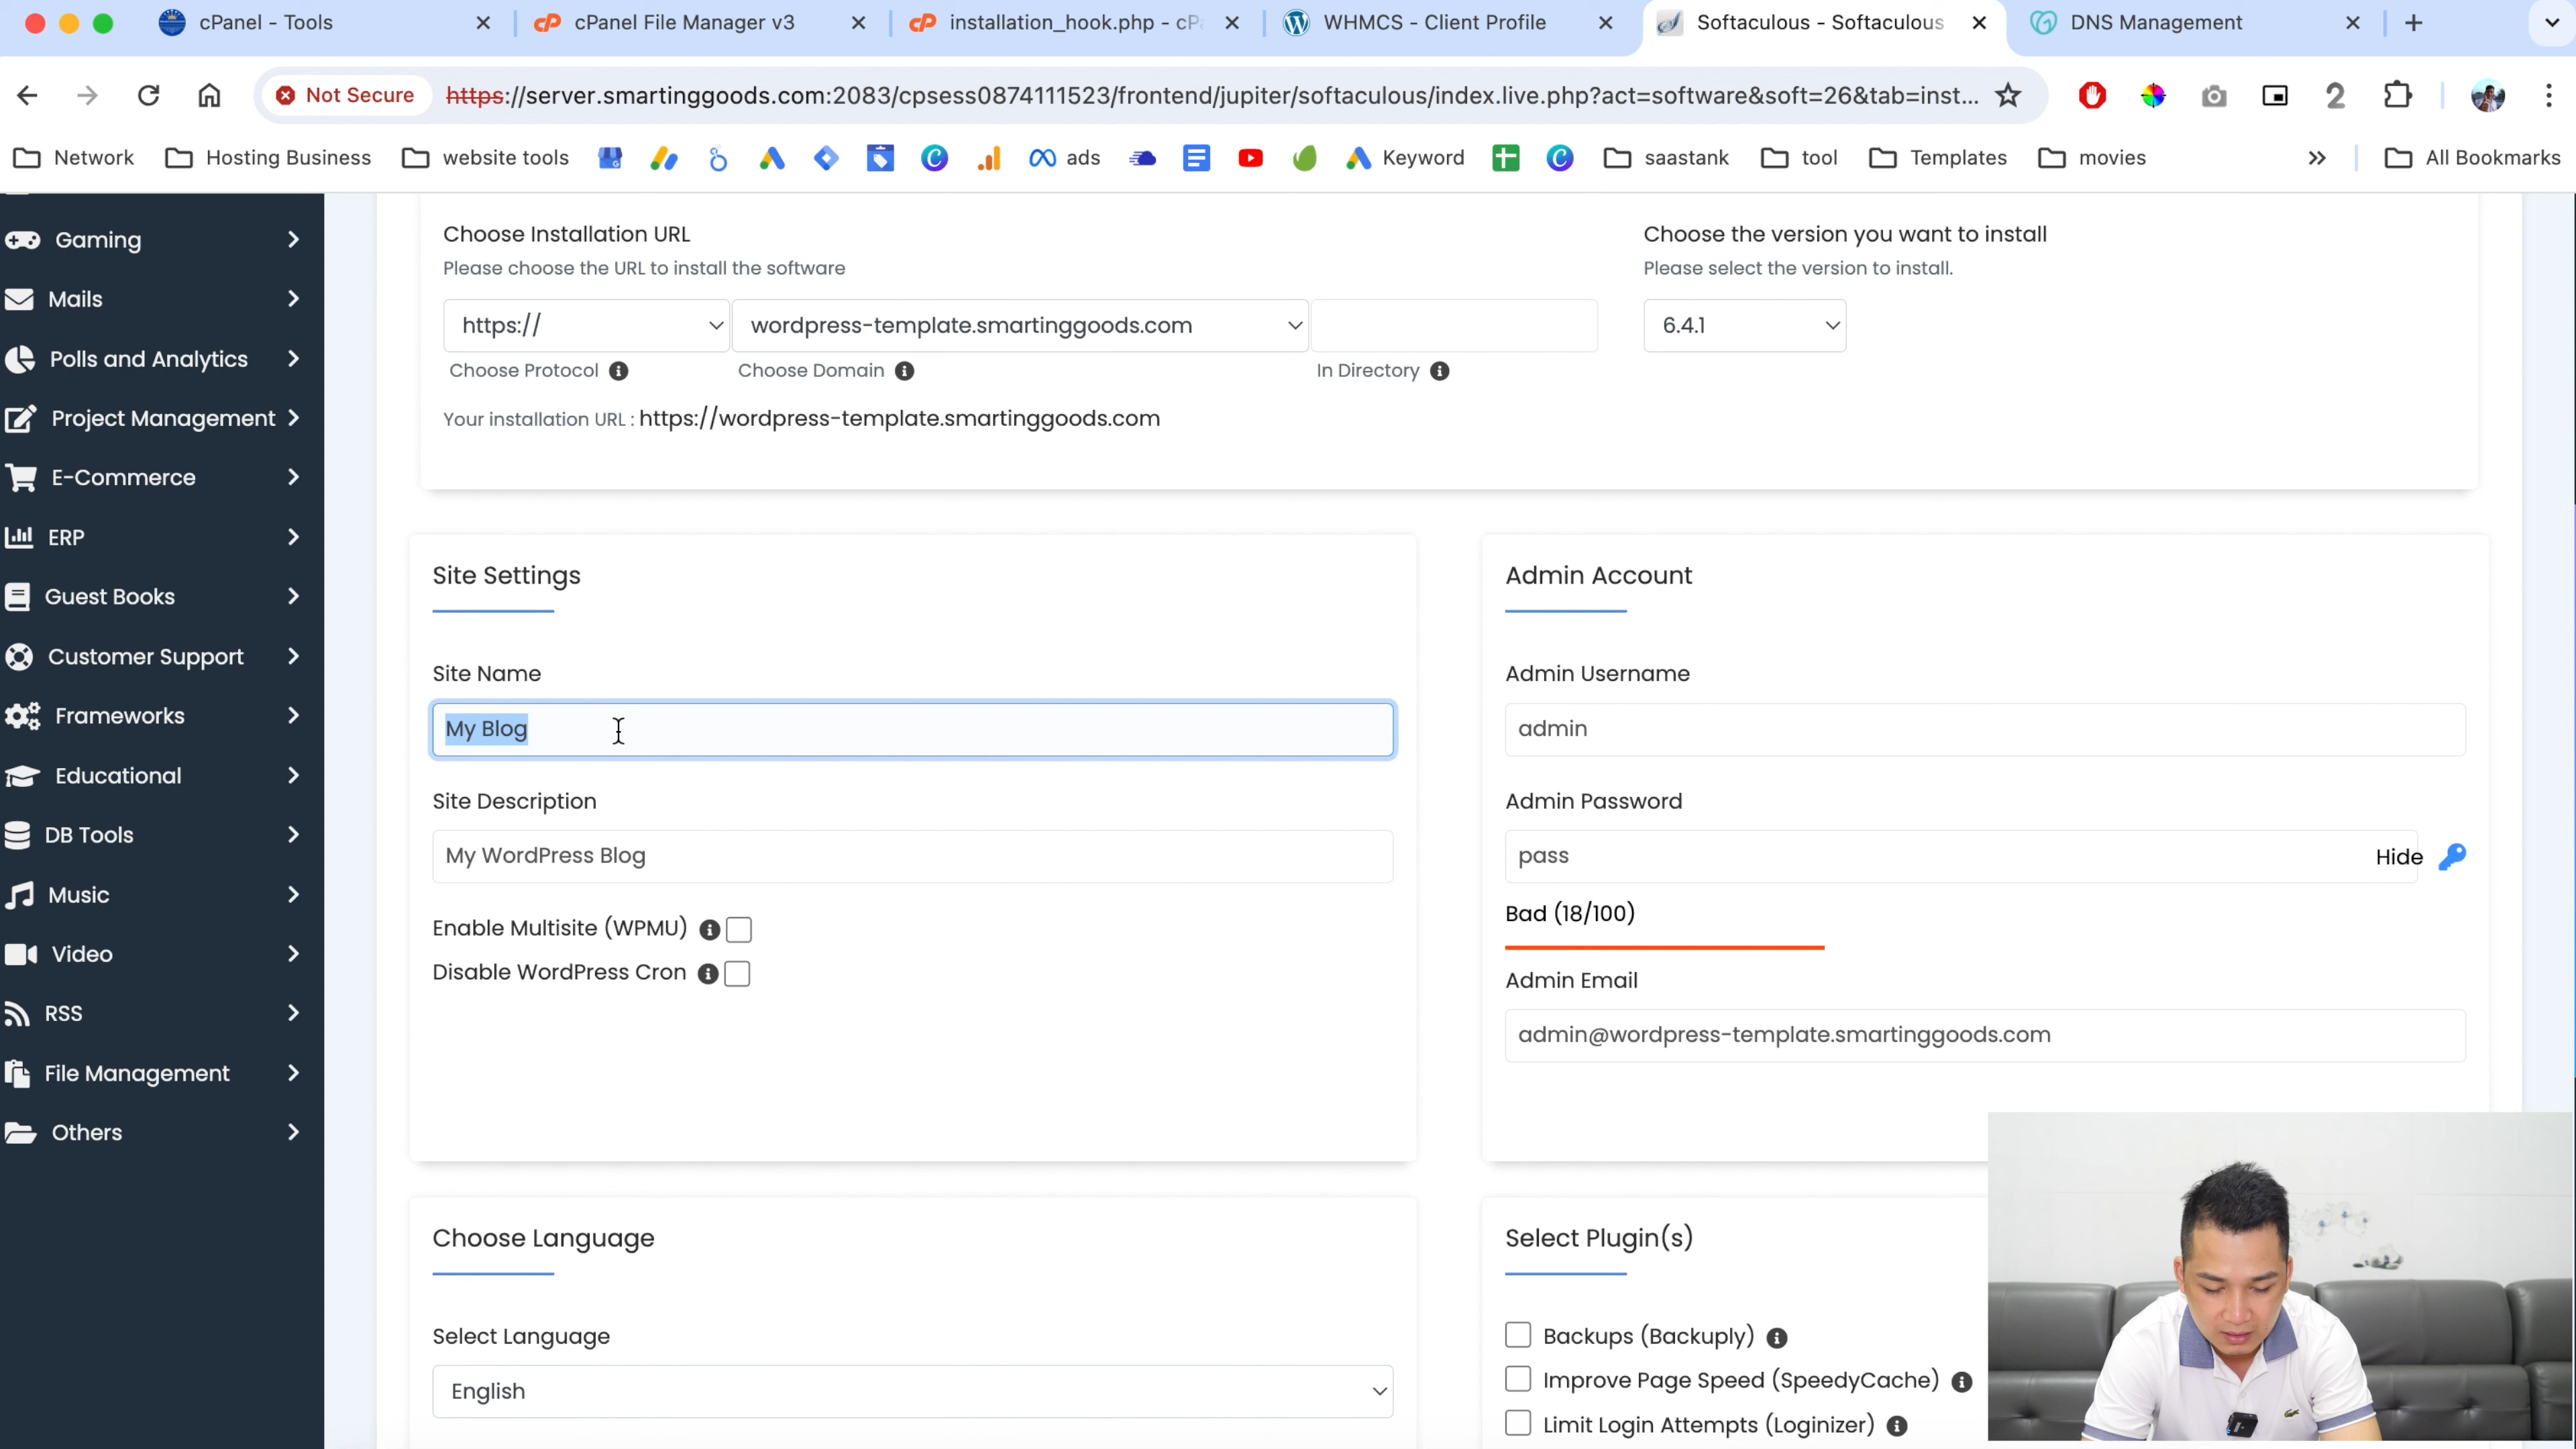 cPanel - Tools
cPanel File Manager v3
installation_hook.php - cPa
WHMCS - Client Profile
Softaculous - Softaculous
DNS Management
Not Secure
https://server.smartinggoods.com:2083/cpsess0874111523/frontend/jupiter/softaculous/index.live.php?act=software&soft=26&tab=inst...
Network
Hosting Business
website tools
ads
Keyword
saastank
tool
Templates
movies
All Bookmarks
Gaming
Mails
Polls and Analytics
Project Management
E-Commerce
ERP
Guest Books
Customer Support
Frameworks
Educational
DB Tools
Music
Video
RSS
File Management
Others
Choose Installation URL
Please choose the URL to install the software
https://
wordpress-template.smartinggoods.com
Choose Protocol
Choose Domain
In Directory
Your installation URL : https://wordpress-template.smartinggoods.com
Choose the version you want to install
Please select the version to install.
6.4.1
Site Settings
Site Name
My Blog
Site Description
My WordPress Blog
Enable Multisite (WPMU)
Disable WordPress Cron
Admin Account
Admin Username
admin
Admin Password
pass
Hide
Bad (18/100)
Admin Email
admin@wordpress-template.smartinggoods.com
Choose Language
Select Language
English
Select Plugin(s)
Backups (Backuply)
Improve Page Speed (SpeedyCache)
Limit Login Attempts (Loginizer)